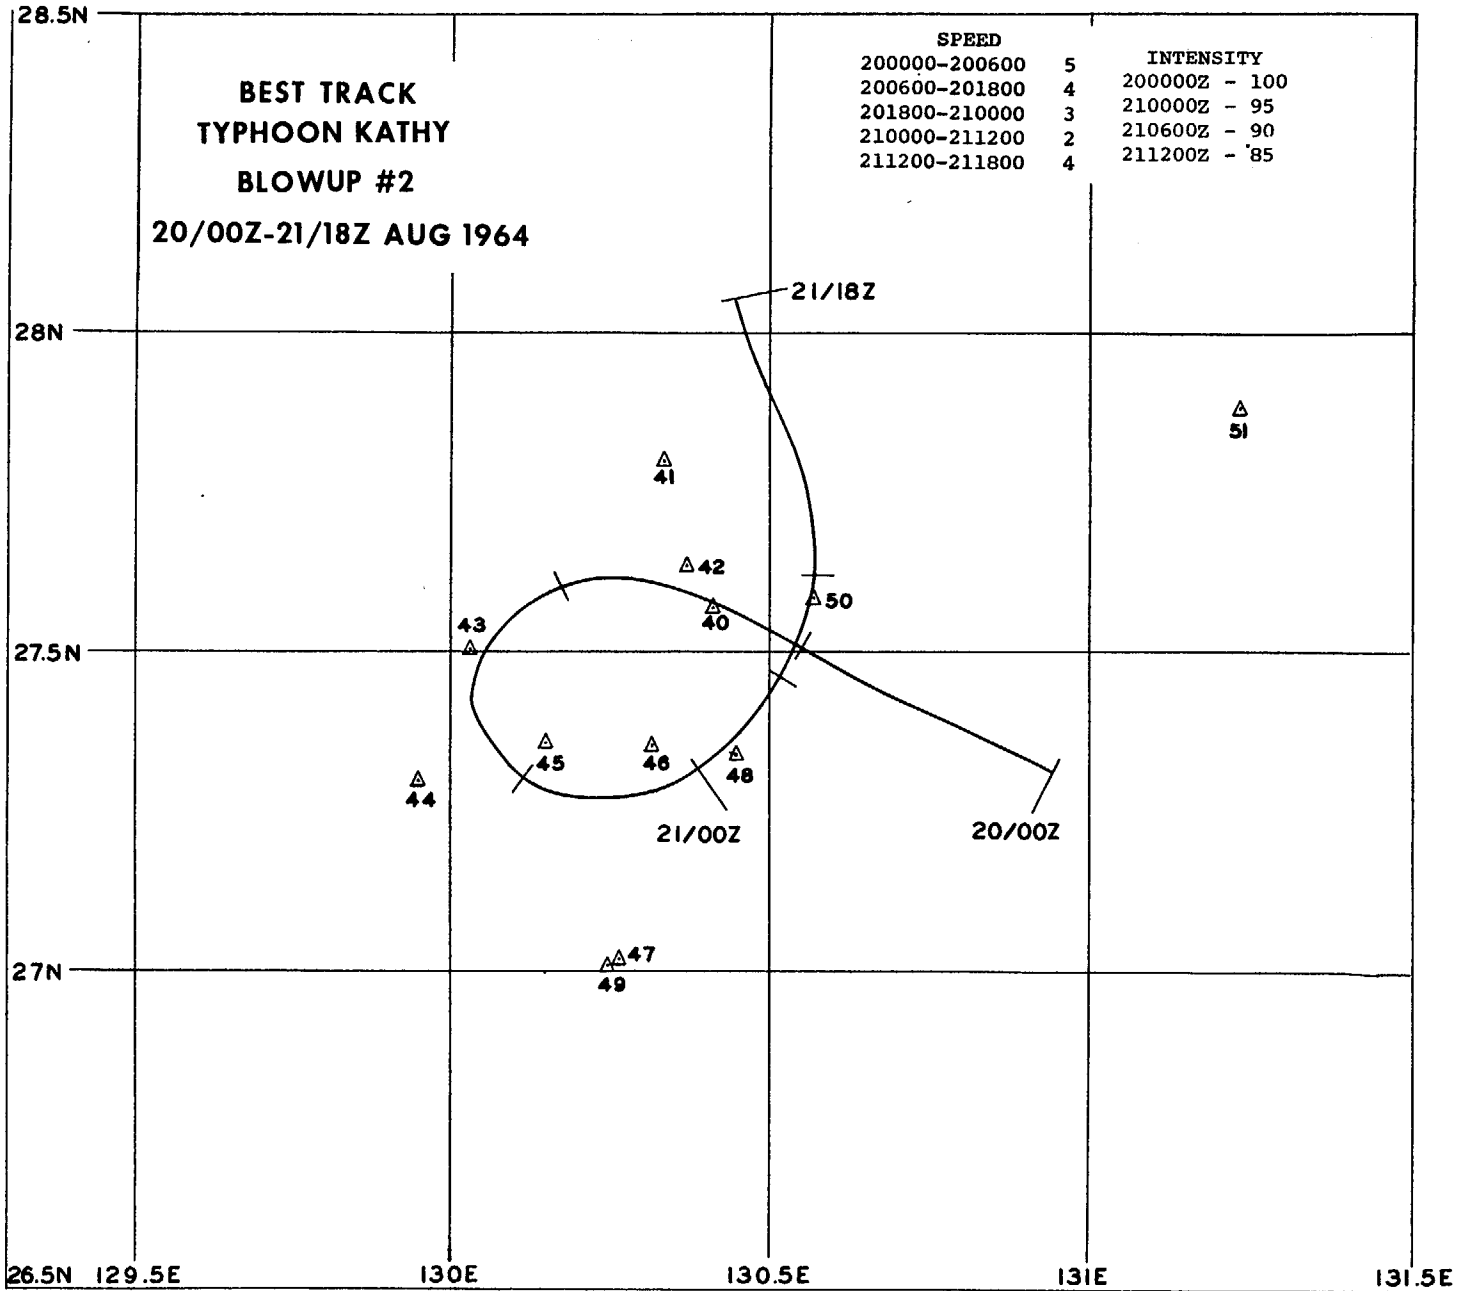 28.5N
BEST TRACK
TYPHOON KATHY
BLOWUP #2
20/00Z-21/18Z AUG 1964
SPEED
200000-200600 5
200600-201800 4
201800-210000 3
210000-211200 2
211200-211800 4
INTENSITY
200000Z - 100
210000Z - 95
210600Z - 90
211200Z - 85
21/18Z
28N
51
41
42
50
40
43
27.5N
45
46
48
44
21/00Z
20/00Z
47
27N
49
26.5N 129.5E 130E 130.5E 131E 131.5E